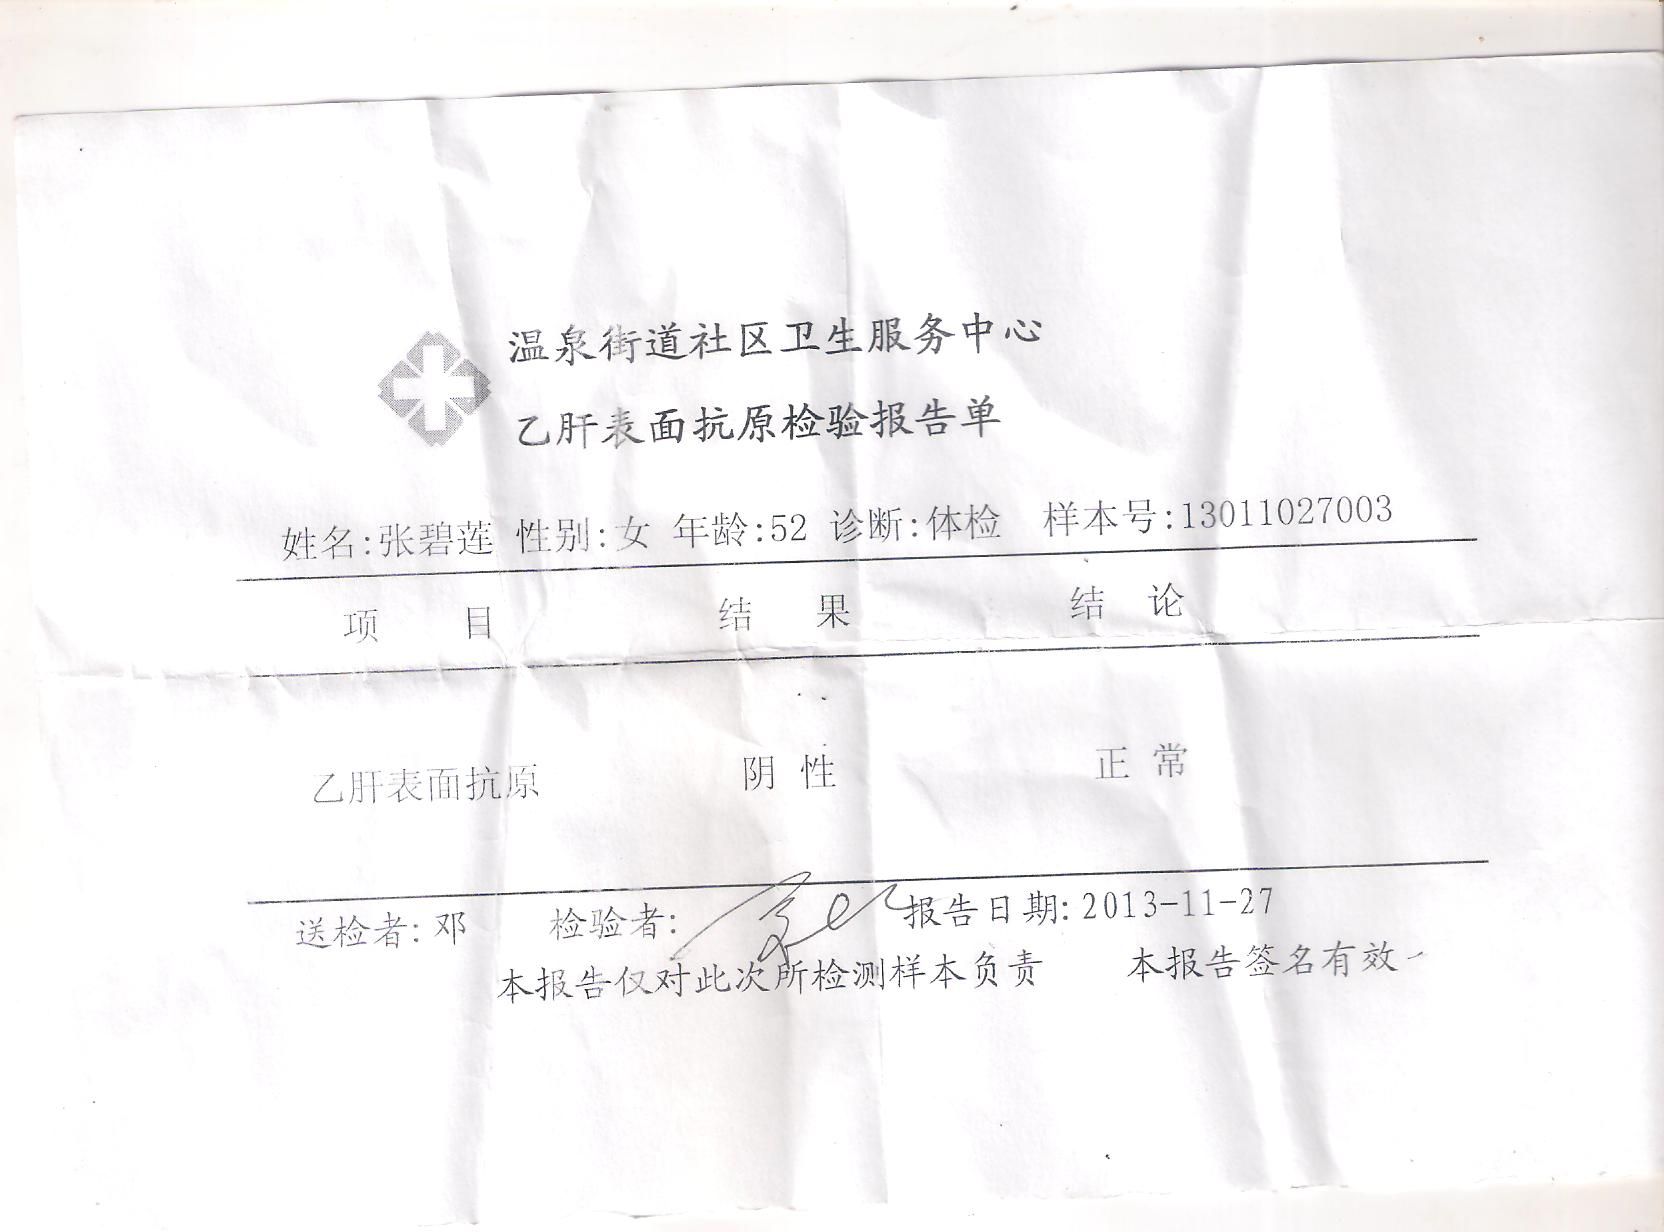 温泉街道社区卫生服务中心
乙肝表面抗原检验报告单
姓名:张碧莲 性别:女 年龄:52 诊断:体检 样本号:13011027003
项 目 结 果 结 论
乙肝表面抗原 阴 性 正 常
送检者:邓 检验者: 报告日期:2013-11-27
本报告仅对此次所检测样本负责 本报告签名有效